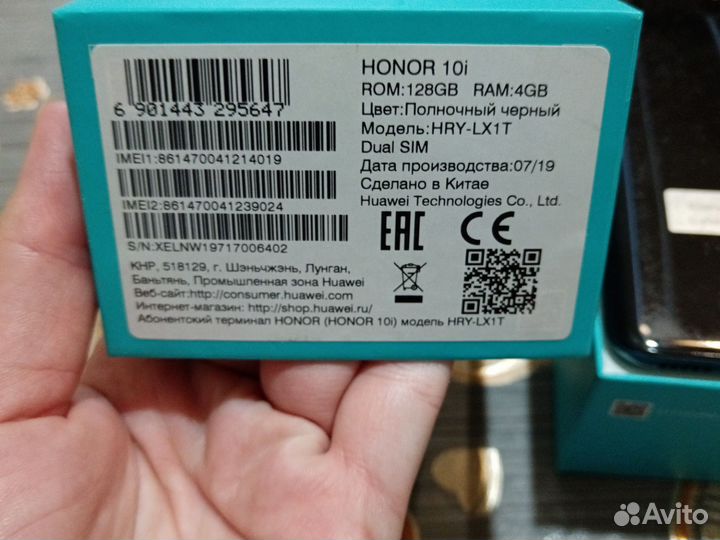 6 901443 295647
IMEI1:861470041214019
IMEI2:861470041239024
S/N:XELNW19717006402
HONOR 10i
ROM:128GB RAM:4GB
Цвет:Полночный черный
Модель:HRY-LX1T
Dual SIM
Дата производства:07/19
Сделано в Китае
Huawei Technologies Co., Ltd.
EAC CE
КНР, 518129, г. Шэньчжэнь, Лунган,
Баньтянь, Промышленная зона Huawei
Веб-сайт:http://consumer.huawei.com
Интернет-магазин: http://shop.huawei.ru/
Абонентский терминал HONOR (HONOR 10i) модель HRY-LX1T
Avito